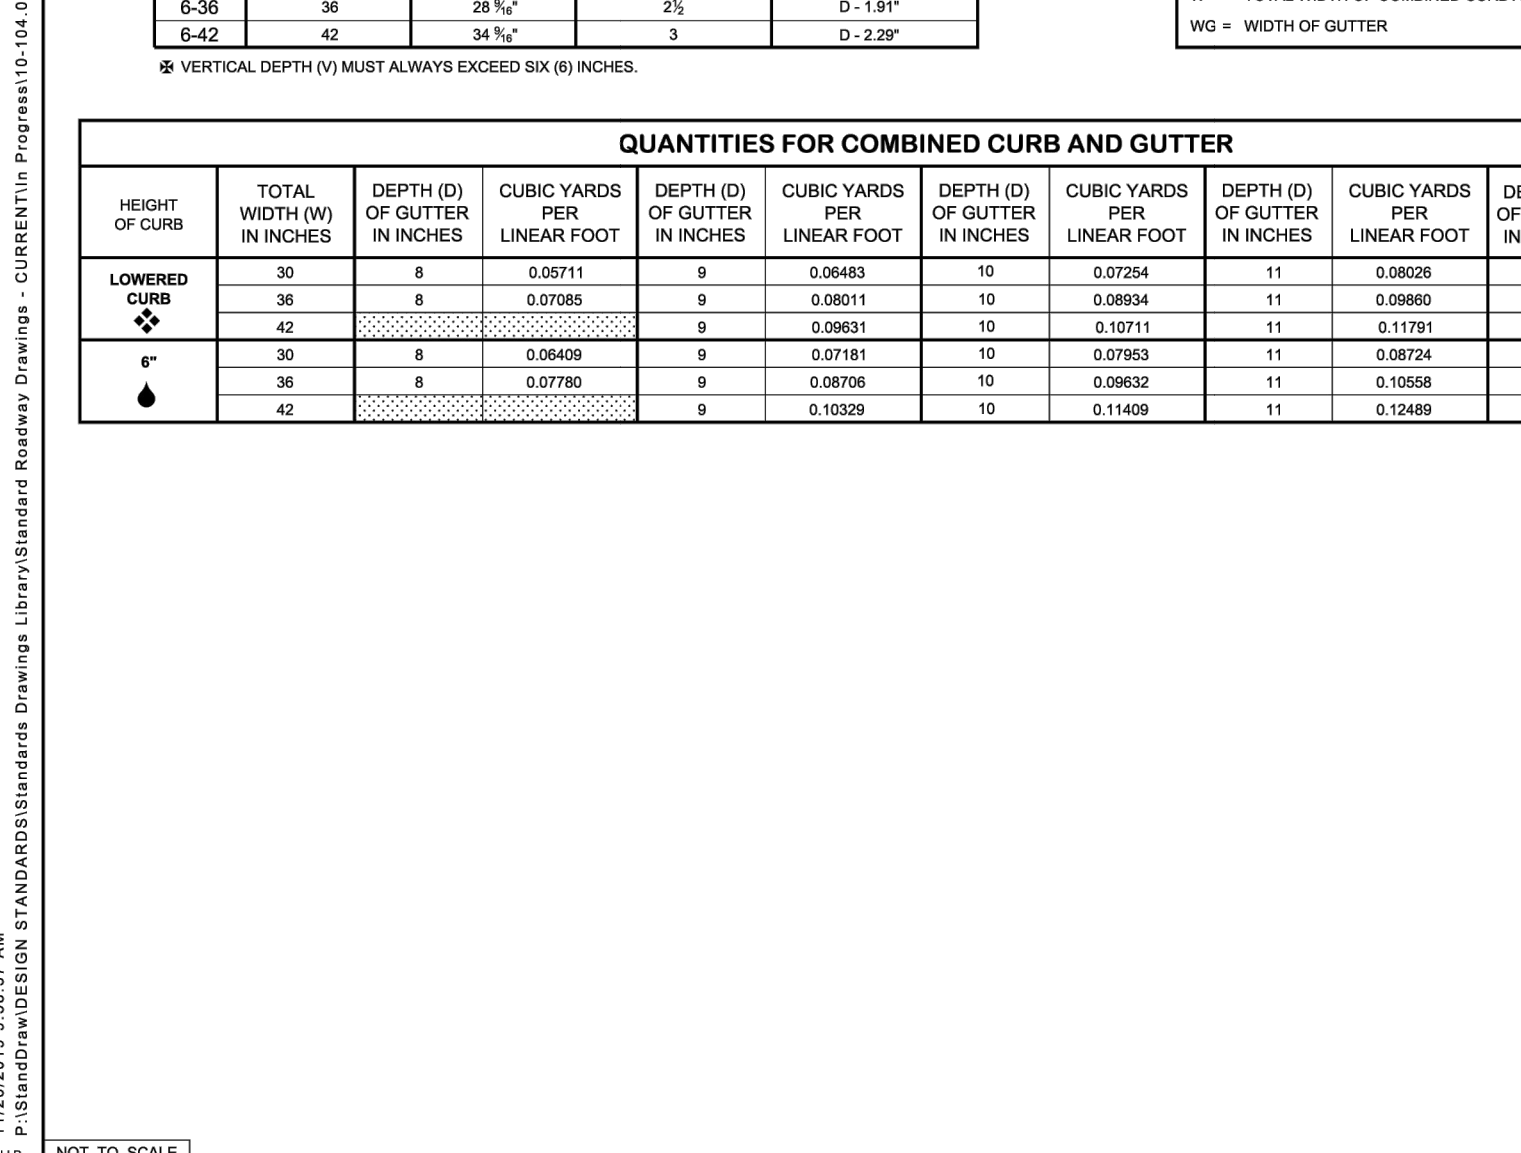 6-36 36 28 9/16" 2½ D - 1.91"
6-42 42 34 9/16" 3 D - 2.29"
WG = WIDTH OF GUTTER
✠ VERTICAL DEPTH (V) MUST ALWAYS EXCEED SIX (6) INCHES.
QUANTITIES FOR COMBINED CURB AND GUTTER
HEIGHT OF CURB TOTAL WIDTH (W) IN INCHES DEPTH (D) OF GUTTER IN INCHES CUBIC YARDS PER LINEAR FOOT DEPTH (D) OF GUTTER IN INCHES CUBIC YARDS PER LINEAR FOOT DEPTH (D) OF GUTTER IN INCHES CUBIC YARDS PER LINEAR FOOT DEPTH (D) OF GUTTER IN INCHES CUBIC YARDS PER LINEAR FOOT
LOWERED CURB ❖
30 8 0.05711 9 0.06483 10 0.07254 11 0.08026
36 8 0.07085 9 0.08011 10 0.08934 11 0.09860
42 9 0.09631 10 0.10711 11 0.11791
6"
30 8 0.06409 9 0.07181 10 0.07953 11 0.08724
36 8 0.07780 9 0.08706 10 0.09632 11 0.10558
42 9 0.10329 10 0.11409 11 0.12489
P:\StandDraw\DESIGN STANDARDS\Standards Drawings Library\Standard Roadway Drawings - CURRENT\In Progress\10-104.0
NOT TO SCALE